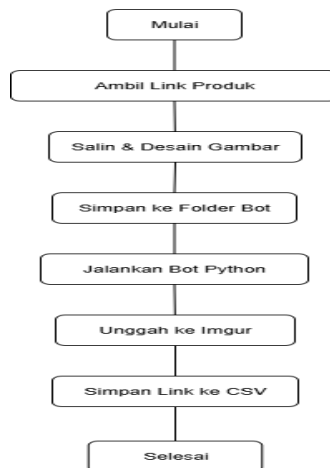 Mulai
Ambil Link Produk
Salin & Desain Gambar
Simpan ke Folder Bot
Jalankan Bot Python
Unggah ke Imgur
Simpan Link ke CSV
Selesai